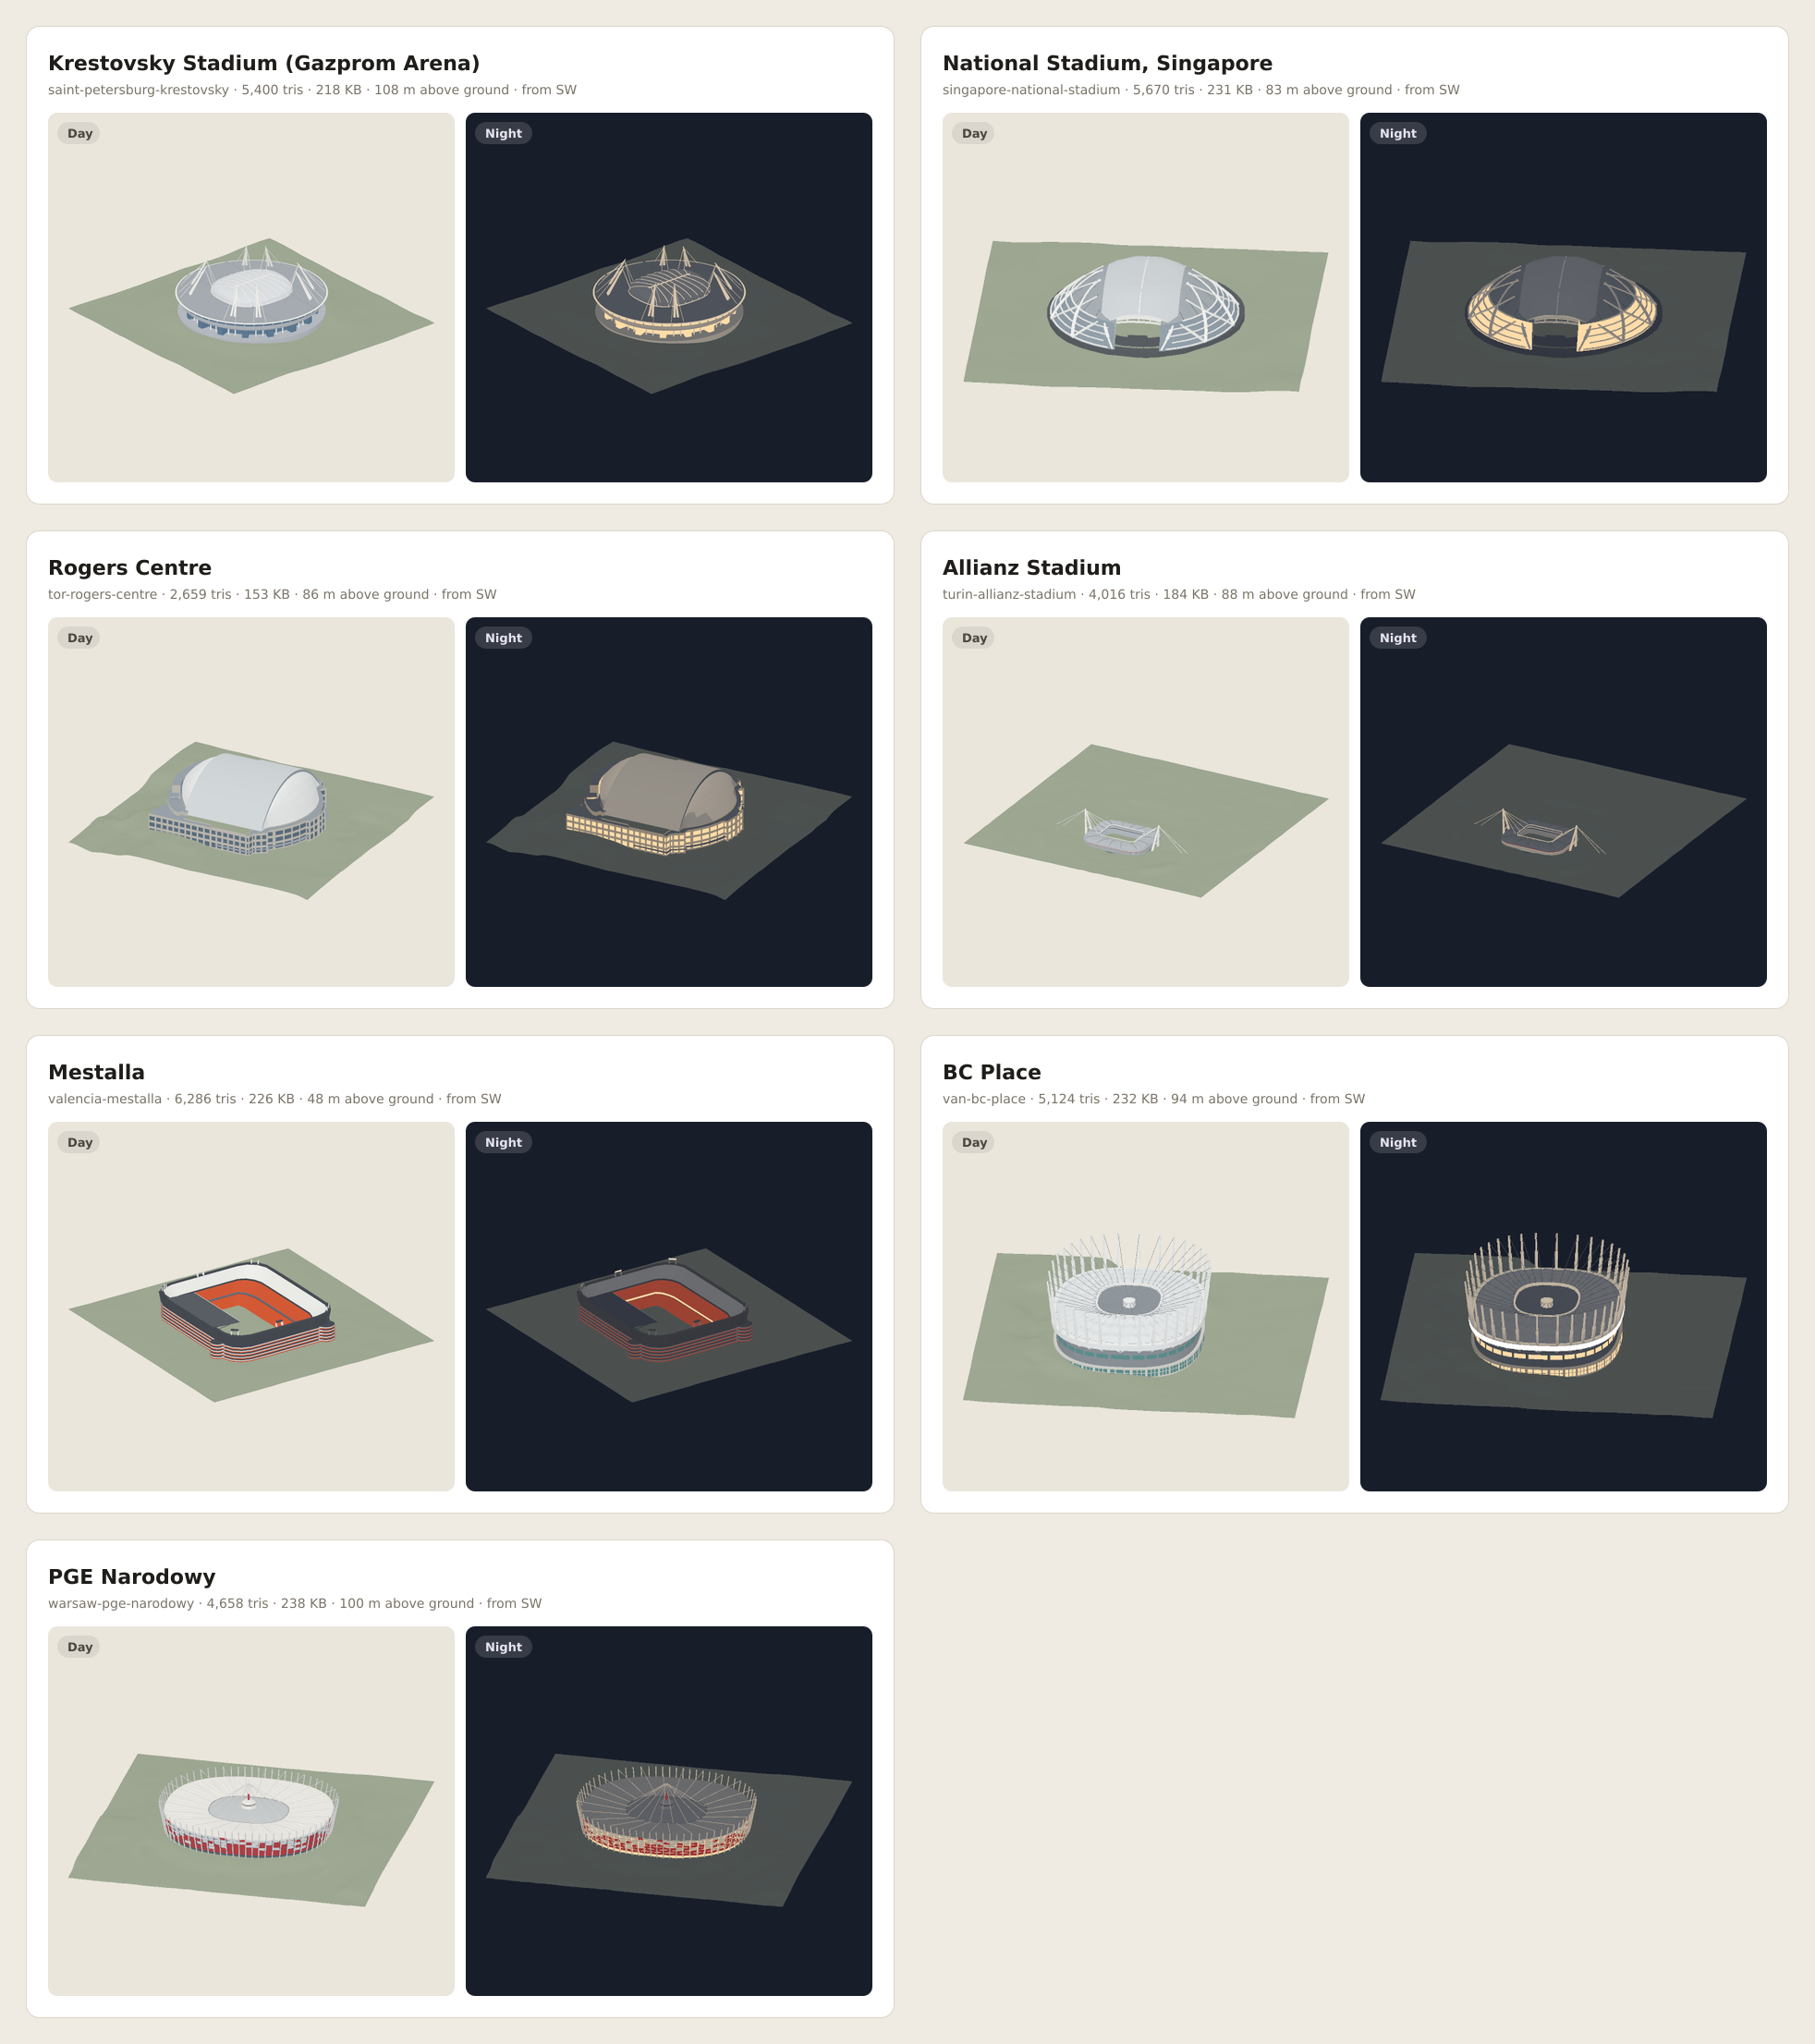 Krestovsky Stadium (Gazprom Arena)
saint-petersburg-krestovsky · 5,400 tris · 218 KB · 108 m above ground · from SW
Day
Night
National Stadium, Singapore
singapore-national-stadium · 5,670 tris · 231 KB · 83 m above ground · from SW
Day
Night
Rogers Centre
tor-rogers-centre · 2,659 tris · 153 KB · 86 m above ground · from SW
Day
Night
Allianz Stadium
turin-allianz-stadium · 4,016 tris · 184 KB · 88 m above ground · from SW
Day
Night
Mestalla
valencia-mestalla · 6,286 tris · 226 KB · 48 m above ground · from SW
Day
Night
BC Place
van-bc-place · 5,124 tris · 232 KB · 94 m above ground · from SW
Day
Night
PGE Narodowy
warsaw-pge-narodowy · 4,658 tris · 238 KB · 100 m above ground · from SW
Day
Night